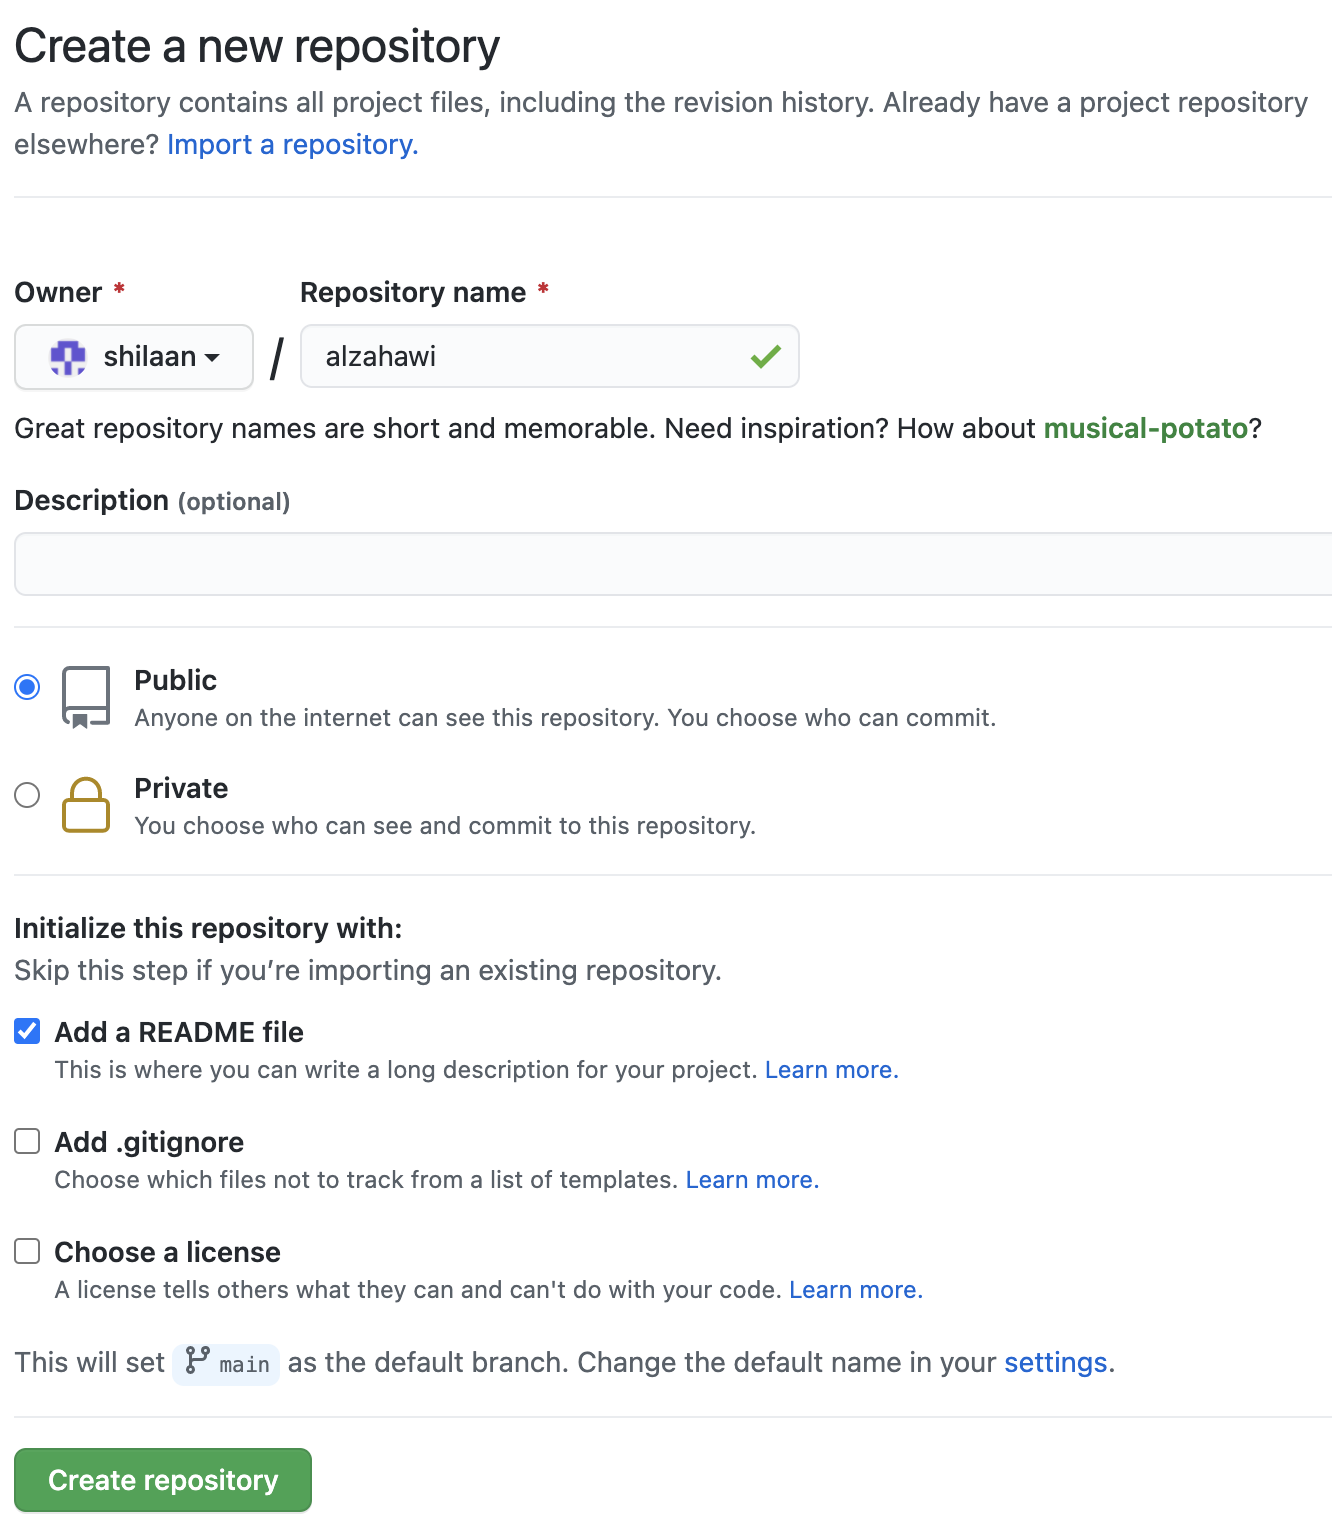 Create a new repository
A repository contains all project files, including the revision history. Already have a project repository
elsewhere? Import a repository.
Owner * Repository name *
shilaan / alzahawi
Great repository names are short and memorable. Need inspiration? How about musical-potato?
Description (optional)
Public
Anyone on the internet can see this repository. You choose who can commit.
Private
You choose who can see and commit to this repository.
Initialize this repository with:
Skip this step if you’re importing an existing repository.
Add a README file
This is where you can write a long description for your project. Learn more.
Add .gitignore
Choose which files not to track from a list of templates. Learn more.
Choose a license
A license tells others what they can and can't do with your code. Learn more.
This will set main as the default branch. Change the default name in your settings.
Create repository